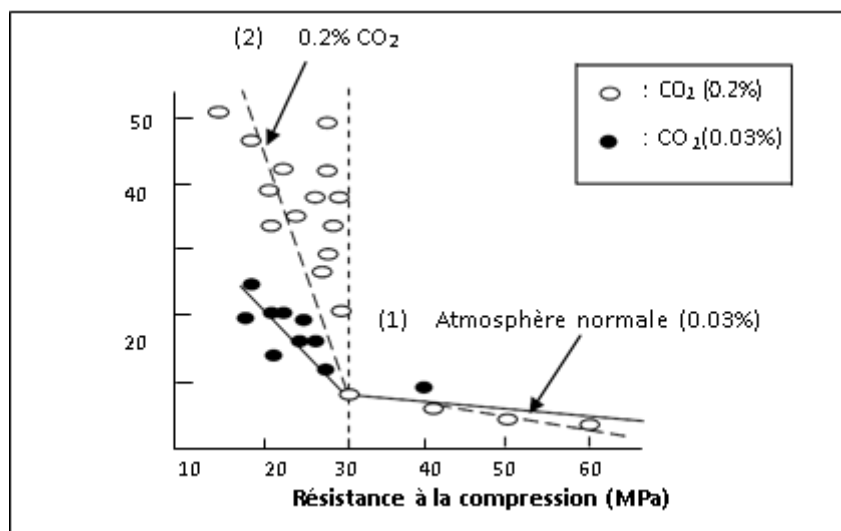 (2) 0.2% CO₂
: CO₂ (0.2%)
: CO₂(0.03%)
50
40
20
(1) Atmosphère normale (0.03%)
10 20 30 40 50 60
Résistance à la compression (MPa)